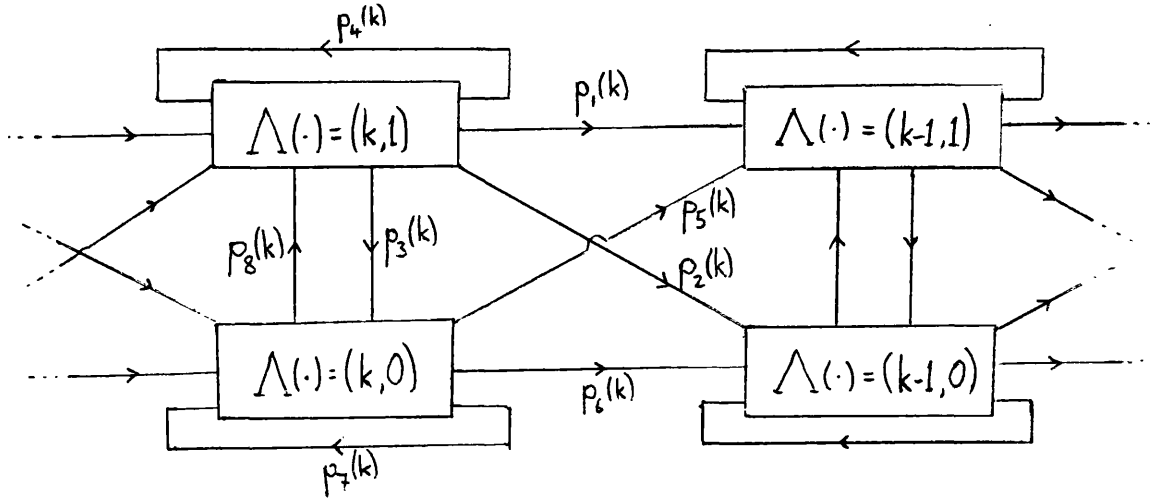 p₄(k)
p₁(k)
Λ(·)=(k,1)
Λ(·)=(k-1,1)
p₅(k)
p₈(k)
p₃(k)
p₂(k)
Λ(·)=(k,0)
Λ(·)=(k-1,0)
p₆(k)
p₇(k)